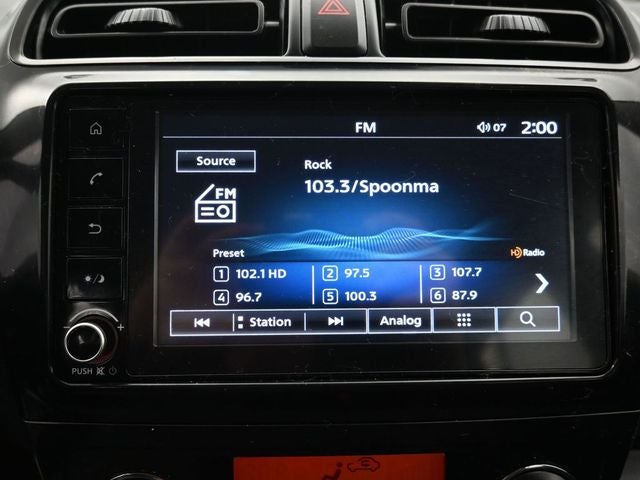 FM 07 2:00
Source
Rock
FM
103.3/Spoonma
Preset
HD Radio
1 102.1 HD 2 97.5 3 107.7
4 96.7 5 100.3 6 87.9
Station Analog
PUSH